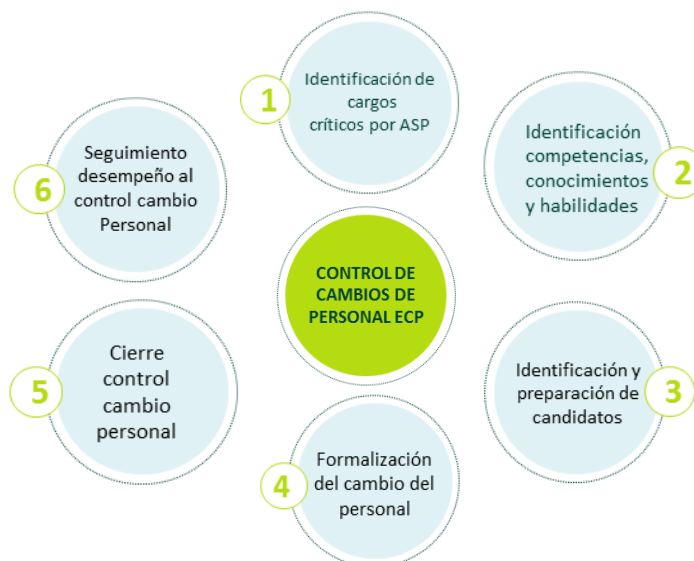 1
Identificación de
cargos
críticos por ASP
2
Identificación
competencias,
conocimientos
y habilidades
3
Identificación y
preparación de
candidatos
4
Formalización
del cambio del
personal
5
Cierre
control
cambio
personal
6
Seguimiento
desempeño al
control cambio
Personal
CONTROL DE
CAMBIOS DE
PERSONAL ECP